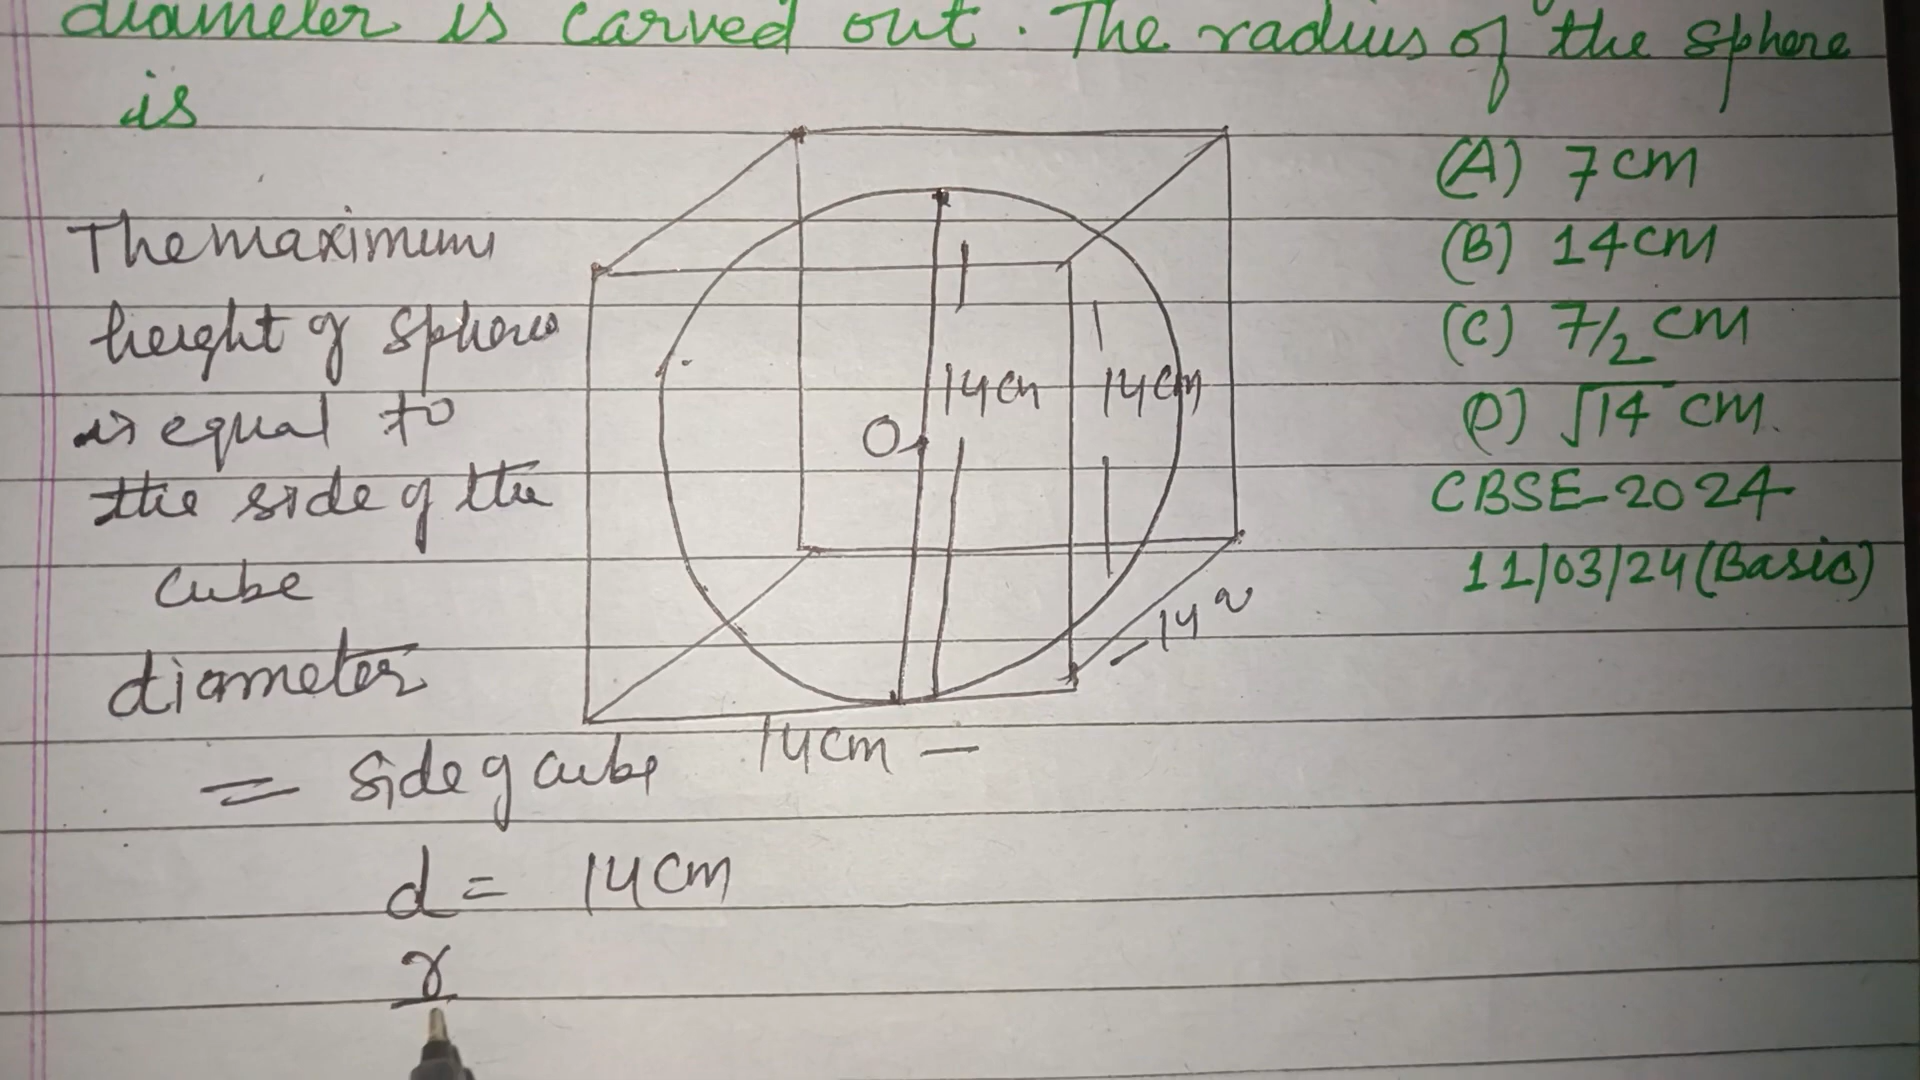 diameter is carved out. The radius of the sphere
is
(A) 7 cm
(B) 14 cm
(C) 7/2 cm
(D) √14 cm.
CBSE-2024
11/03/24 (Basic)
The maximum
height of sphere
is equal to
the side of the
cube
diameter
= side of cube
d = 14 cm
r
14 cm
14 cm
O
14
14 cm